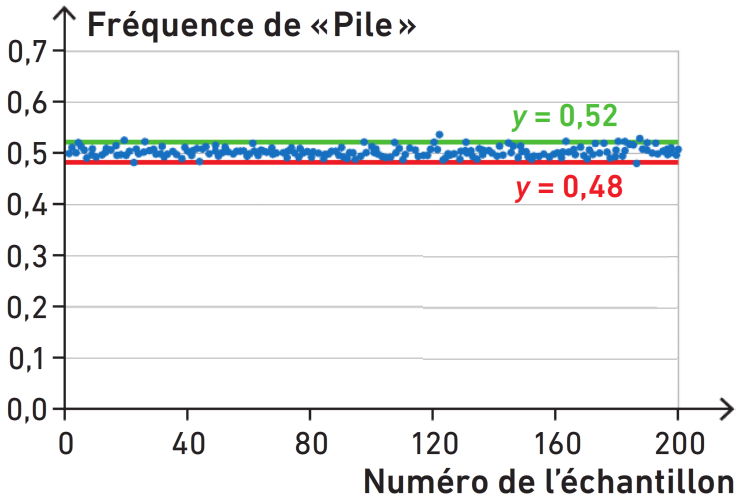 Fréquence de «Pile»
0,7
0,6
y = 0,52
0,5
y = 0,48
0,4
0,3
0,2
0,1
0,0
0 40 80 120 160 200
Numéro de l'échantillon